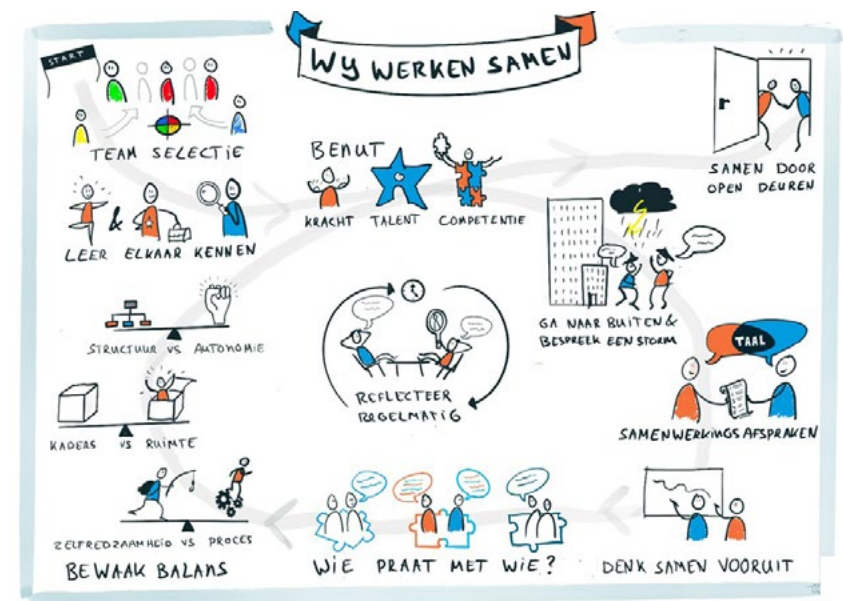 START
WIJ WERKEN SAMEN
TEAM SELECTIE
LEER & ELKAAR KENNEN
BENUT
KRACHT TALENT COMPETENTIE
SAMEN DOOR
OPEN DEUREN
GA NAAR BUITEN &
BESPREEK EEN STORM
TAAL
SAMENWERKINGSAFSPRAKEN
STRUCTUUR VS AUTONOMIE
KADERS VS RUIMTE
ZELFREDZAAMHEID VS PROCES
BEWAAK BALANS
REFLECTEER
REGELMATIG
WIE PRAAT MET WIE?
DENK SAMEN VOORUIT